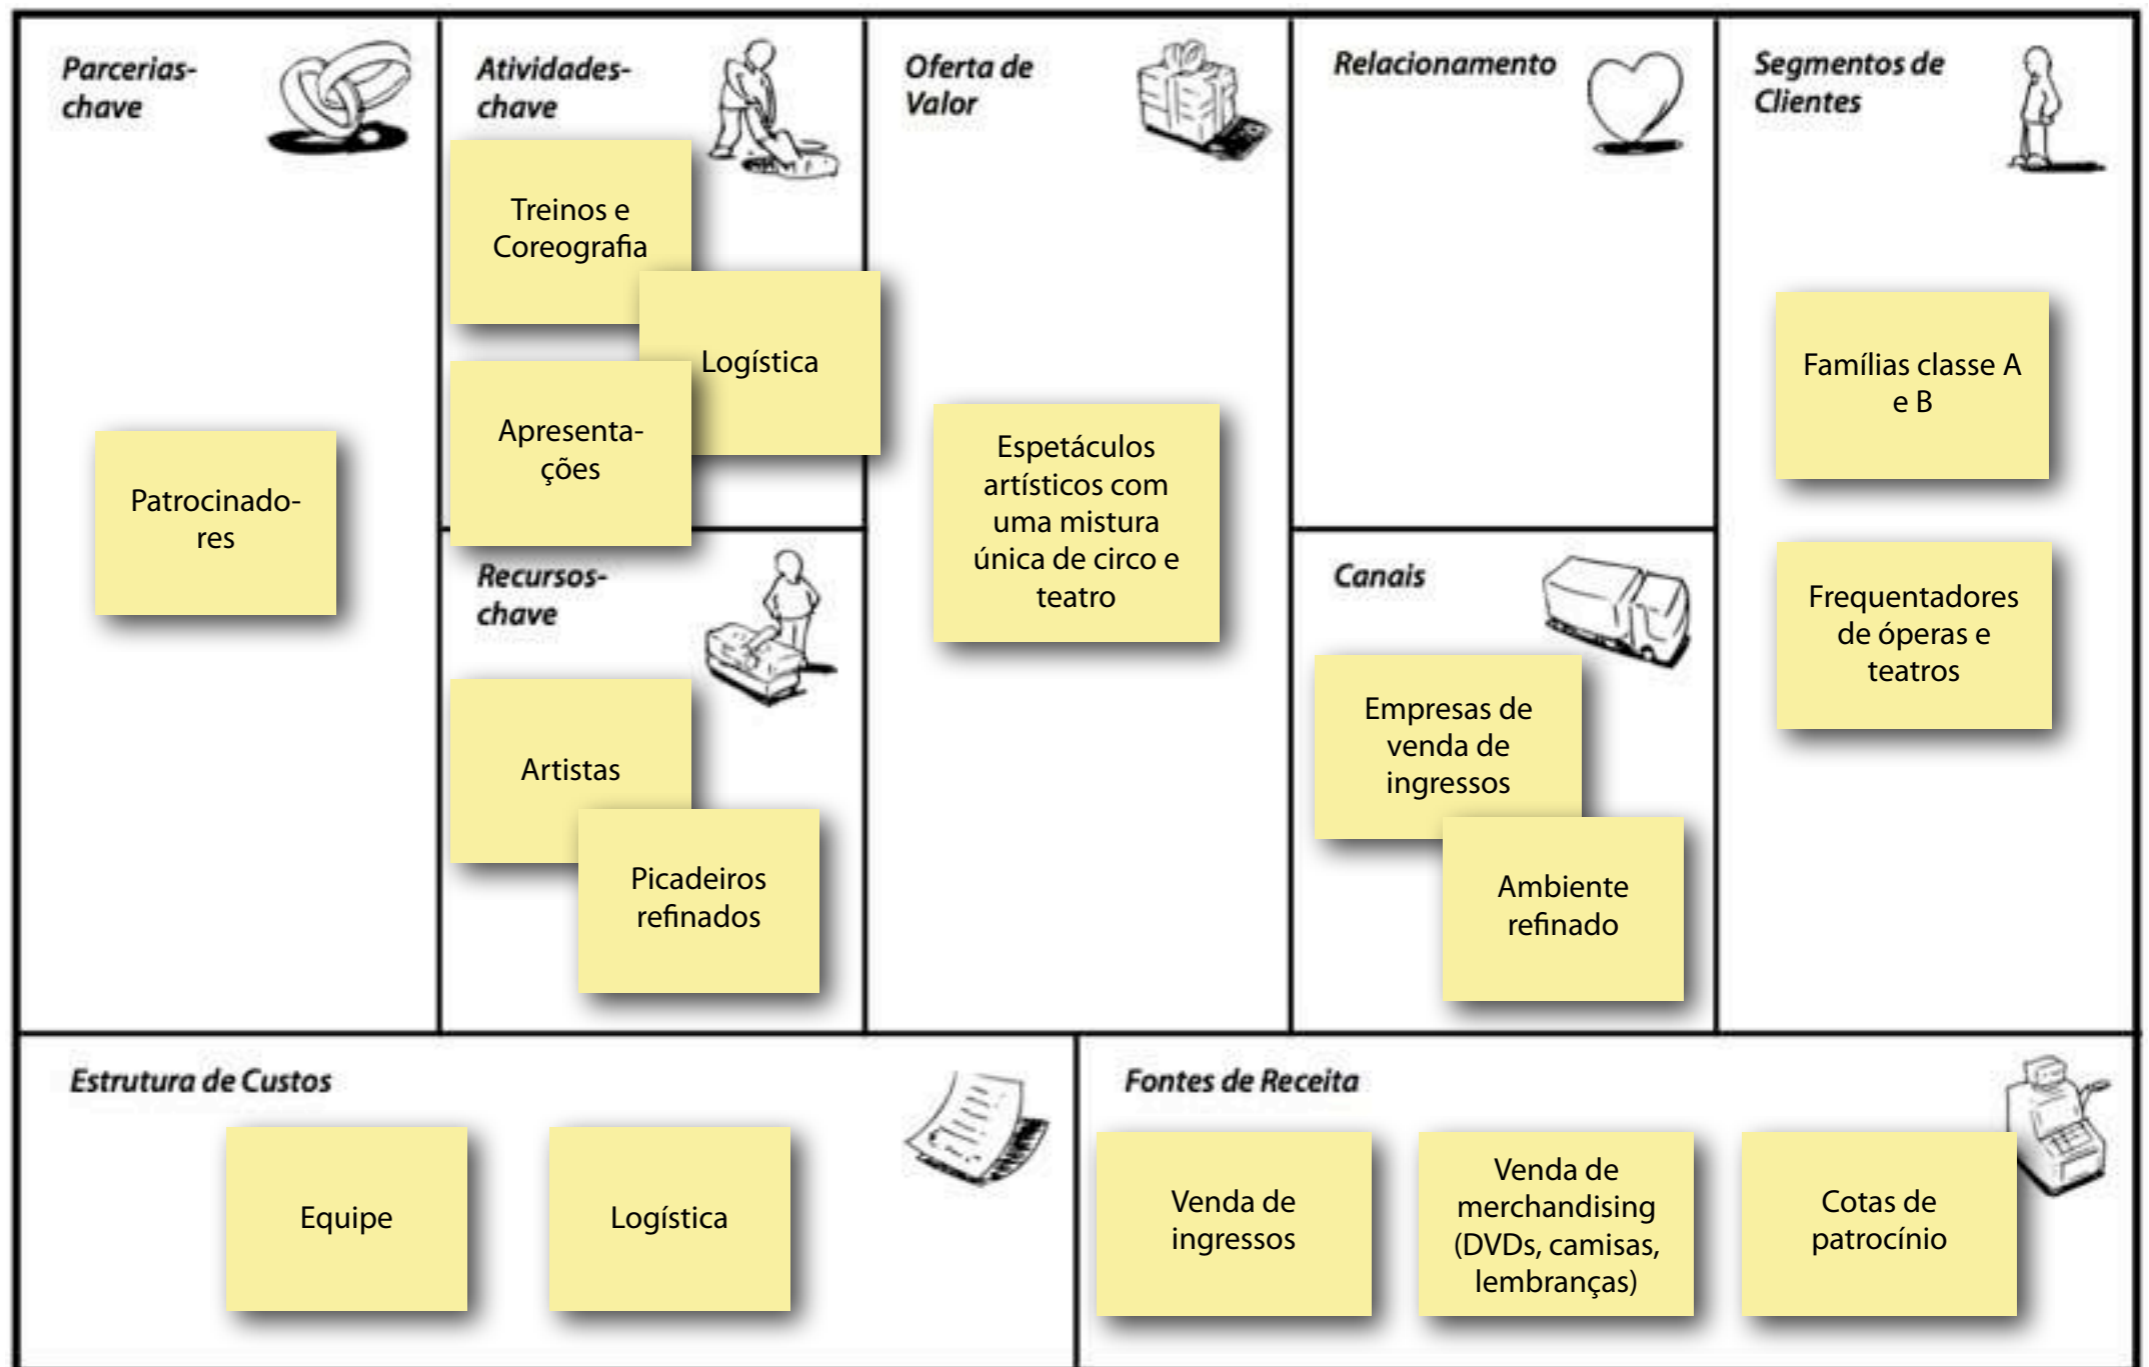 Parcerias-
chave
Patrocinado-
res
Atividades-
chave
Treinos e
Coreografia
Logística
Apresenta-
ções
Recursos-
chave
Artistas
Picadeiros
refinados
Oferta de
Valor
Espetáculos
artísticos com
uma mistura
única de circo e
teatro
Relacionamento
Canais
Empresas de
venda de
ingressos
Ambiente
refinado
Segmentos de
Clientes
Famílias classe A
e B
Frequentadores
de óperas e
teatros
Estrutura de Custos
Equipe
Logística
Fontes de Receita
Venda de
ingressos
Venda de
merchandising
(DVDs, camisas,
lembranças)
Cotas de
patrocínio